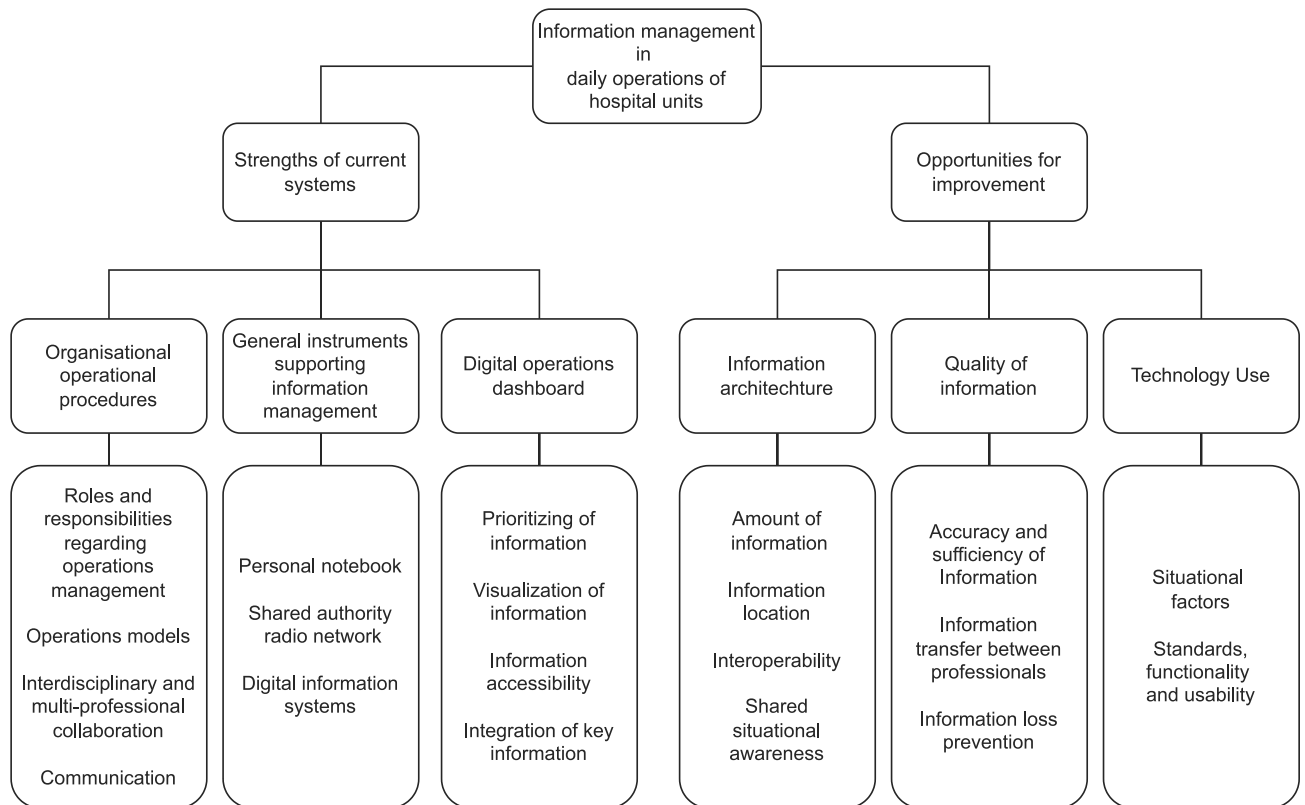 Information management
in
daily operations of
hospital units
Strengths of current
systems
Opportunities for
improvement
Organisational
operational
procedures
General instruments
supporting
information
management
Digital operations
dashboard
Information
architechture
Quality of
information
Technology Use
Roles and
responsibilities
regarding
operations
management
Operations models
Interdisciplinary and
multi-professional
collaboration
Communication
Personal notebook
Shared authority
radio network
Digital information
systems
Prioritizing of
information
Visualization of
information
Information
accessibility
Integration of key
information
Amount of
information
Information
location
Interoperability
Shared
situational
awareness
Accuracy and
sufficiency of
Information
Information
transfer between
professionals
Information loss
prevention
Situational
factors
Standards,
functionality
and usability